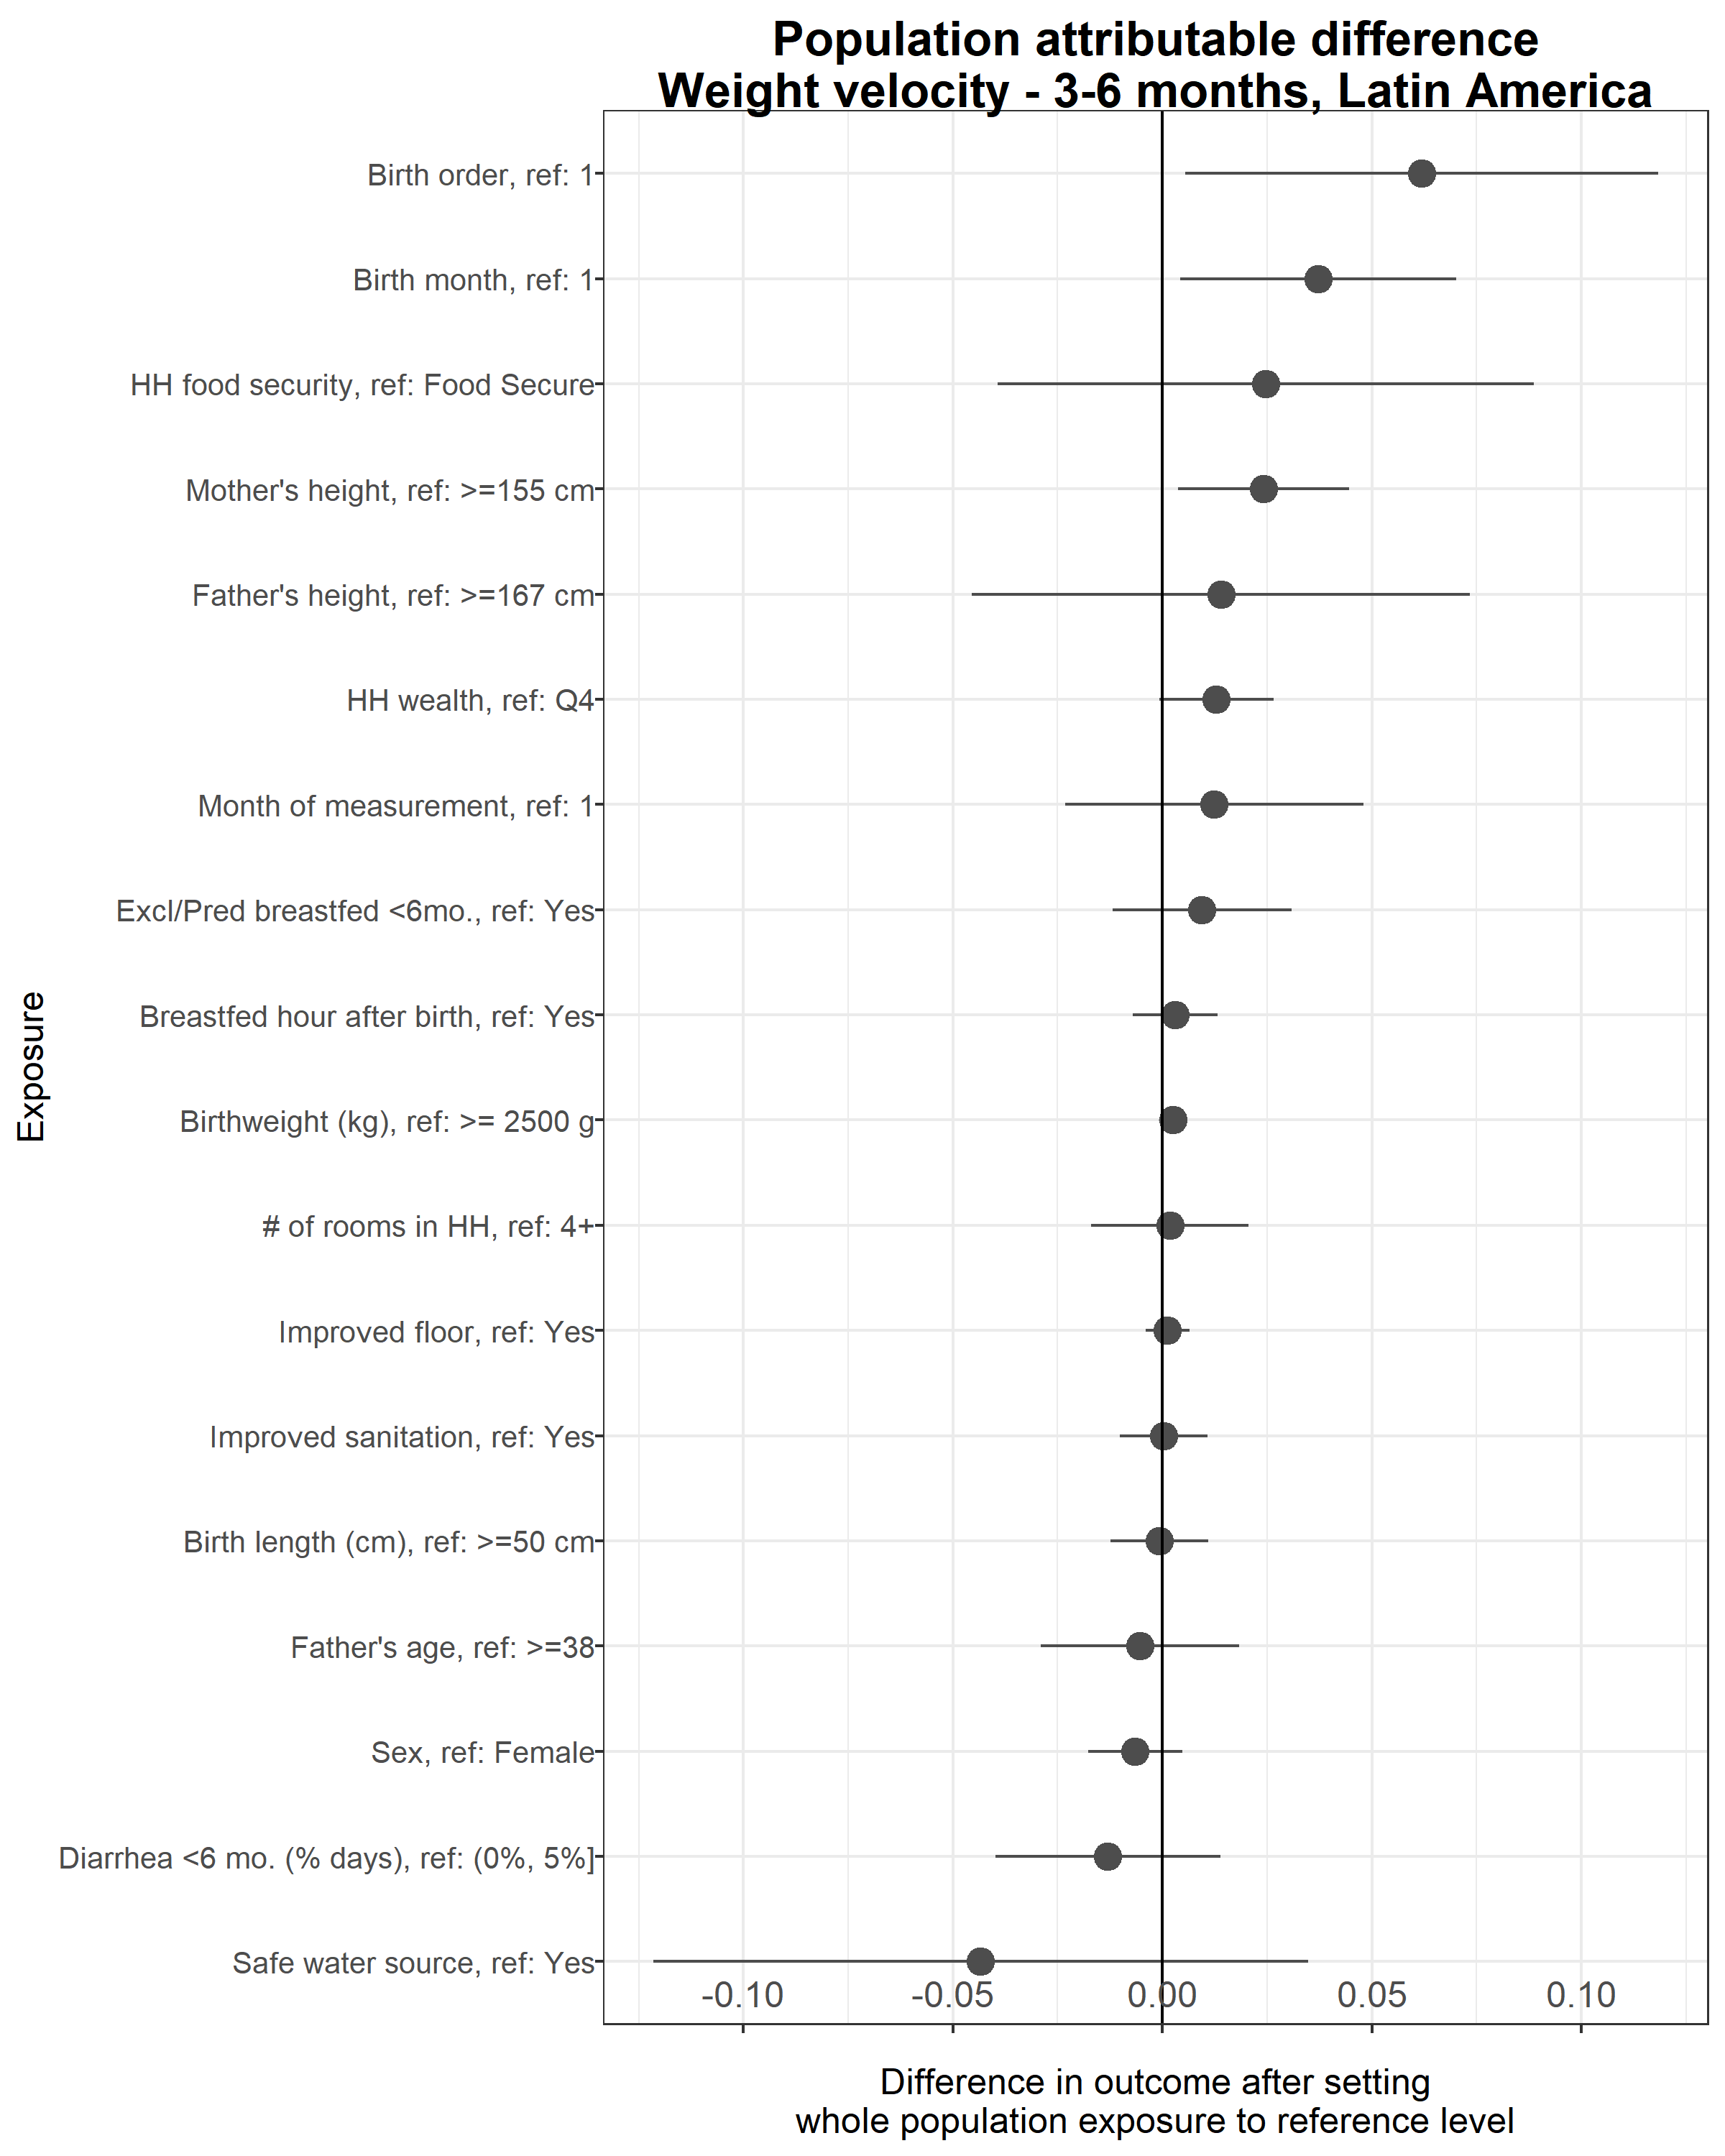 Population attributable difference
Weight velocity - 3-6 months, Latin America
Birth order, ref: 1
Birth month, ref: 1
HH food security, ref: Food Secure
Mother's height, ref: >=155 cm
Father's height, ref: >=167 cm
HH wealth, ref: Q4
Month of measurement, ref: 1
Excl/Pred breastfed <6mo., ref: Yes
Breastfed hour after birth, ref: Yes
Birthweight (kg), ref: >= 2500 g
# of rooms in HH, ref: 4+
Improved floor, ref: Yes
Improved sanitation, ref: Yes
Birth length (cm), ref: >=50 cm
Father's age, ref: >=38
Sex, ref: Female
Diarrhea <6 mo. (% days), ref: (0%, 5%]
Safe water source, ref: Yes
Exposure
-0.10 -0.05 0.00 0.05 0.10
Difference in outcome after setting
whole population exposure to reference level